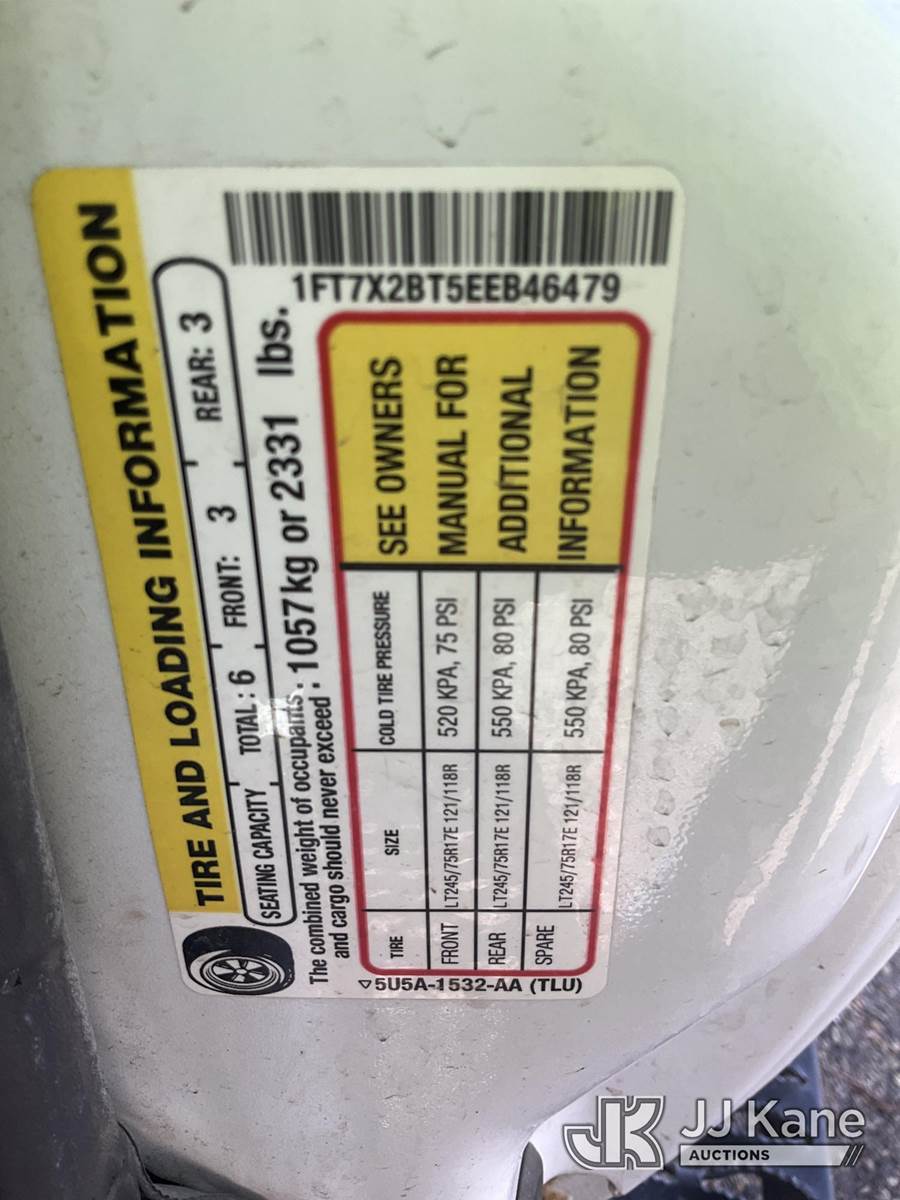 TIRE AND LOADING INFORMATION
SEATING CAPACITY TOTAL : 6 FRONT: 3 REAR: 3
The combined weight of occupants
and cargo should never exceed : 1057 kg or 2331 lbs.
TIRE SIZE COLD TIRE PRESSURE
FRONT LT245/75R17E 121/118R 520 KPA, 75 PSI
REAR LT245/75R17E 121/118R 550 KPA, 80 PSI
SPARE LT245/75R17E 121/118R 550 KPA, 80 PSI
SEE OWNERS
MANUAL FOR
ADDITIONAL
INFORMATION
5U5A-1532-AA (TLU)
1FT7X2BT5EEB46479
JK JJ Kane
AUCTIONS